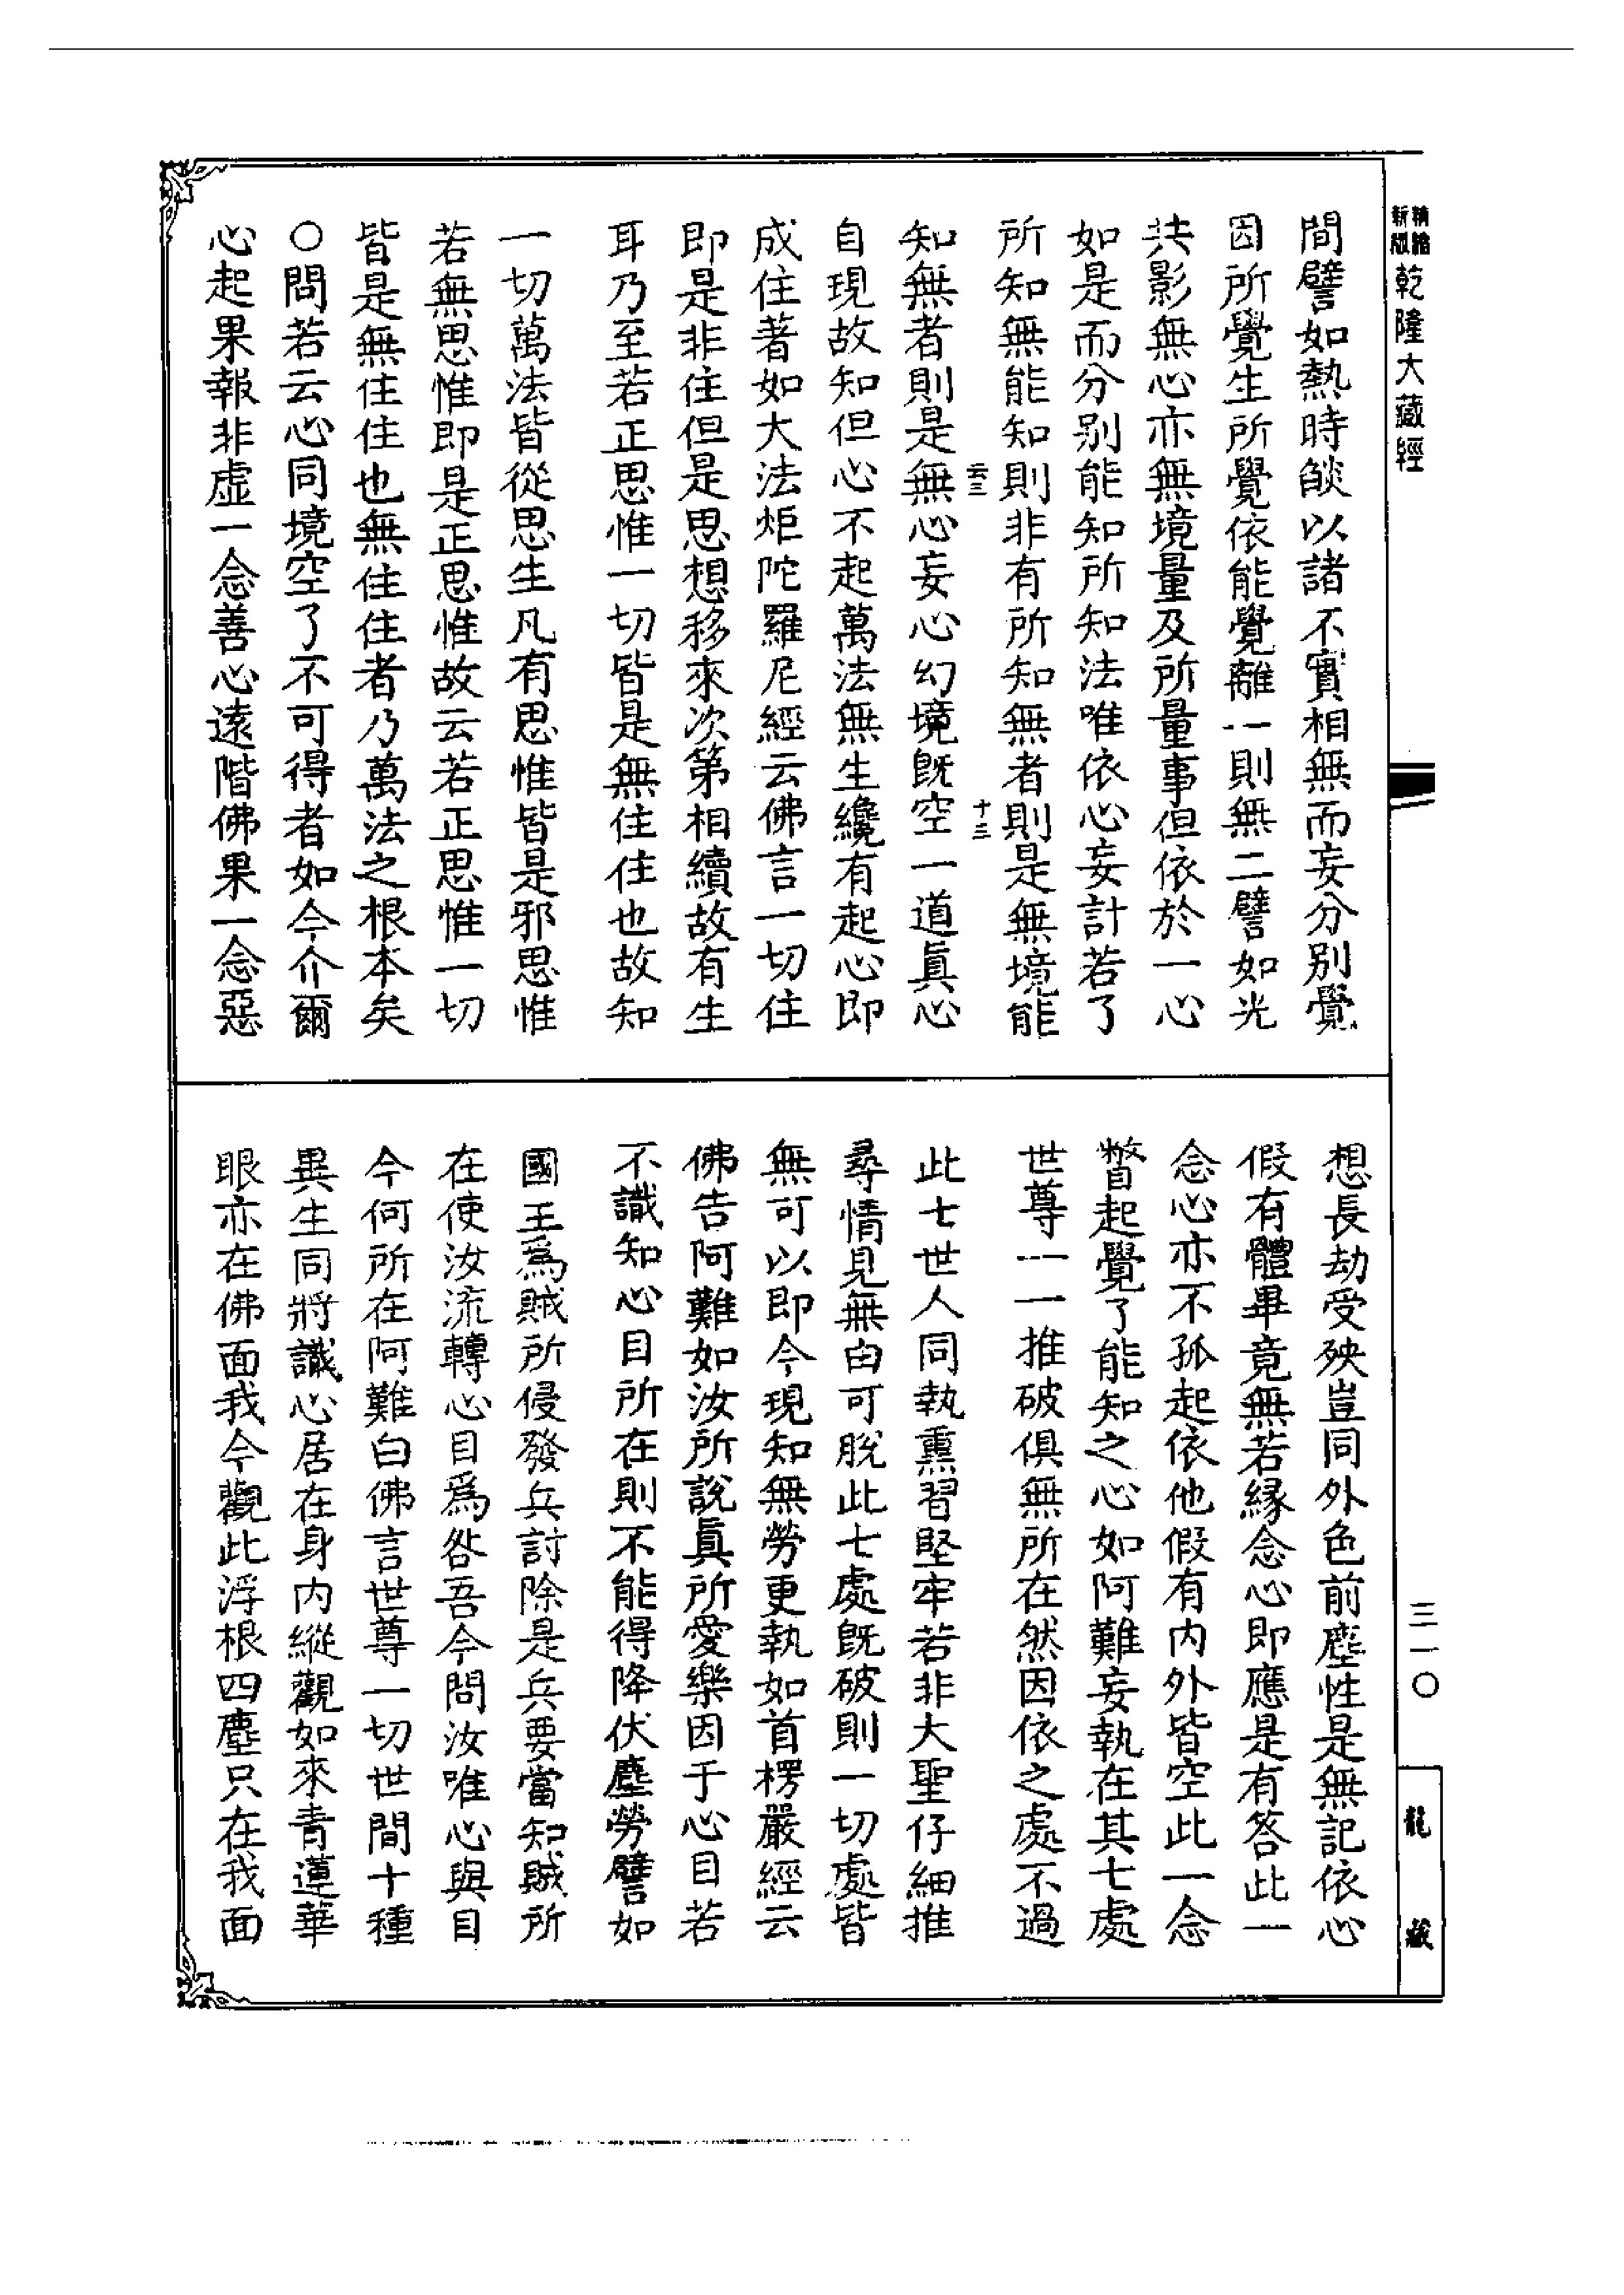 新版
精繕
乾隆大藏經
三一〇
龍藏
間譬如熱時燄以諸不實相無而妄分別覺
因所覺生所覺依能覺離一則無二譬如光
共影無心亦無境量及所量事但依於一心
如是而分別能知所知法唯依心妄計若了
所知無能知則非有所知無者則是無境能
云三
十三
知無者則是無心妄心幻境旣空一道眞心
自現故知但心不起萬法無生纔有起心即
成住著如大法炬陀羅尼經云佛言一切住
即是非住但是思想移來次第相續故有生
耳乃至若正思惟一切皆是無住住也故知
一切萬法皆從思生凡有思惟皆是邪思惟
若無思惟即是正思惟故云若正思惟一切
皆是無住住也無住住者乃萬法之根本矣
〇問若云心同境空了不可得者如今介爾
心起果報非虛一念善心遠階佛果一念惡
想長劫受殃豈同外色前塵性是無記依心
假有體畢竟無若緣念心即應是有答此一
念心亦不孤起依他假有內外皆空此一念
瞥起覺了能知之心如阿難妄執在其七處
世尊一一推破俱無所在然因依之處不過
此七世人同執熏習堅牢若非大聖仔細推
尋情見無由可脫此七處旣破則一切處皆
無可以即今現知無勞更執如首楞嚴經云
佛告阿難如汝所說眞所愛樂因于心目若
不識知心目所在則不能得降伏塵勞譬如
國王爲賊所侵發兵討除是兵要當知賊所
在使汝流轉心目爲咎吾今問汝唯心與目
今何所在阿難白佛言世尊一切世間十種
異生同將識心居在身內縱觀如來青蓮華
眼亦在佛面我今觀此浮根四塵只在我面